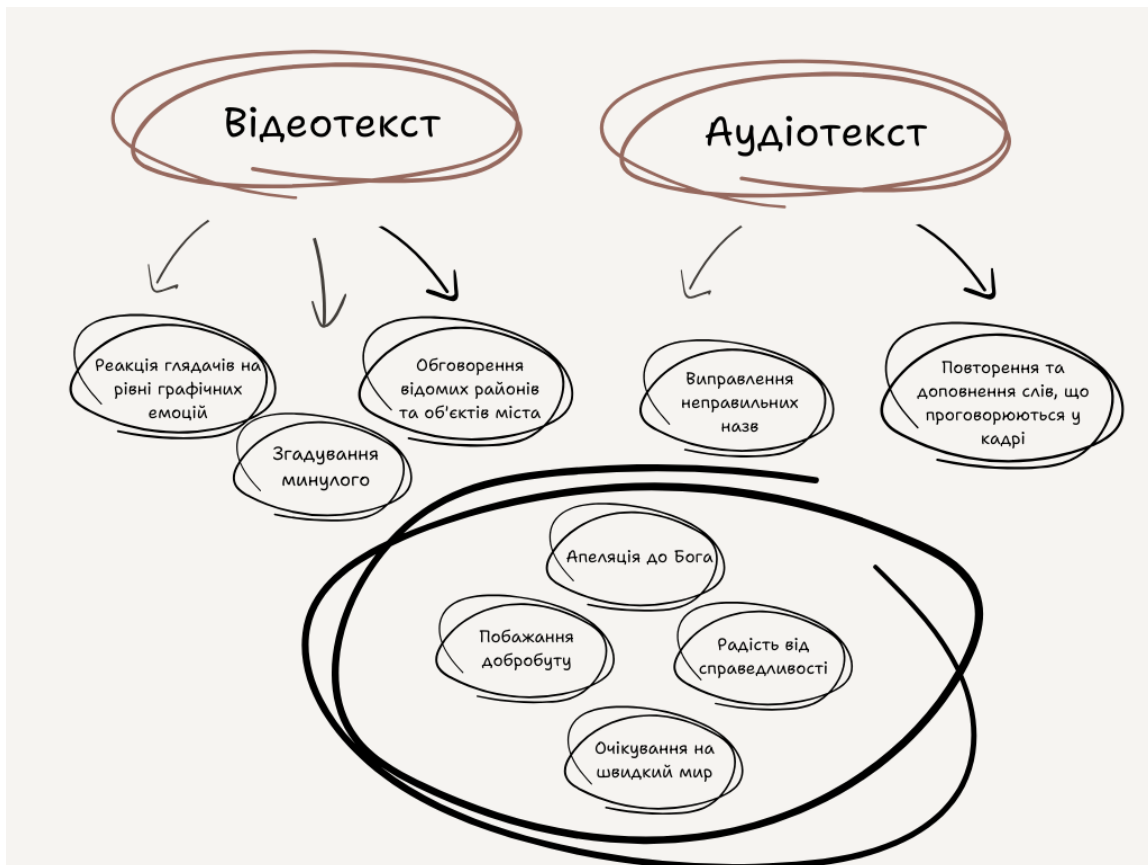 Відеотекст
Аудіотекст
Реакція глядачів на
рівні графічних
емоцій
Згадування
минулого
Обговорення
відомих районів
та об'єктів міста
Виправлення
неправильних
назв
Повторення та
доповнення слів, що
проговорюються у
кадрі
Апеляція до Бога
Побажання
добробуту
Радість від
справедливості
Очікування на
швидкий мир